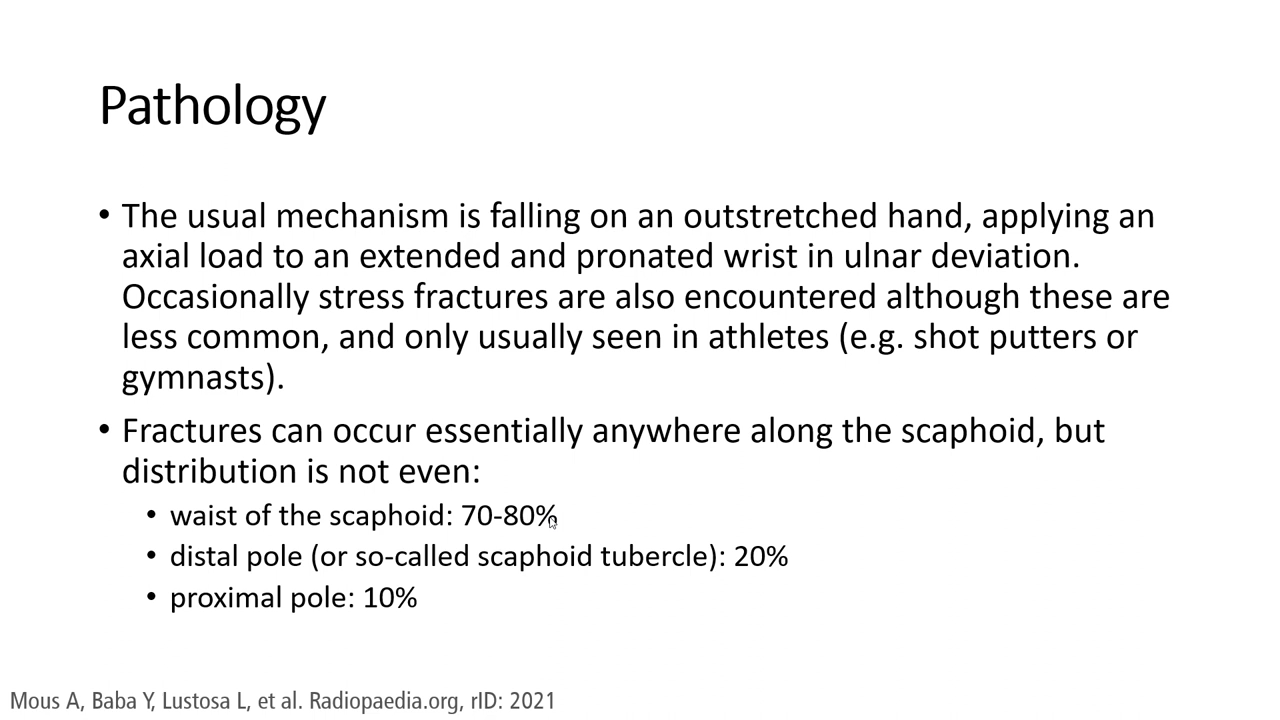 Pathology
• The usual mechanism is falling on an outstretched hand, applying an
axial load to an extended and pronated wrist in ulnar deviation.
Occasionally stress fractures are also encountered although these are
less common, and only usually seen in athletes (e.g. shot putters or
gymnasts).
• Fractures can occur essentially anywhere along the scaphoid, but
distribution is not even:
• waist of the scaphoid: 70-80%
• distal pole (or so-called scaphoid tubercle): 20%
• proximal pole: 10%
Mous A, Baba Y, Lustosa L, et al. Radiopaedia.org, rID: 2021